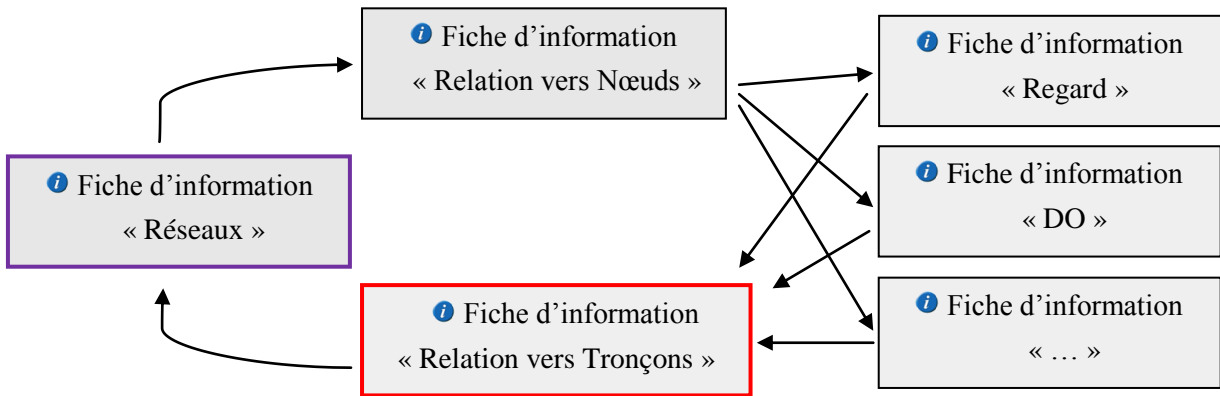 Fiche d’information
« Relation vers Nœuds »
Fiche d’information
« Regard »
Fiche d’information
« Réseaux »
Fiche d’information
« DO »
Fiche d’information
« Relation vers Tronçons »
Fiche d’information
« … »